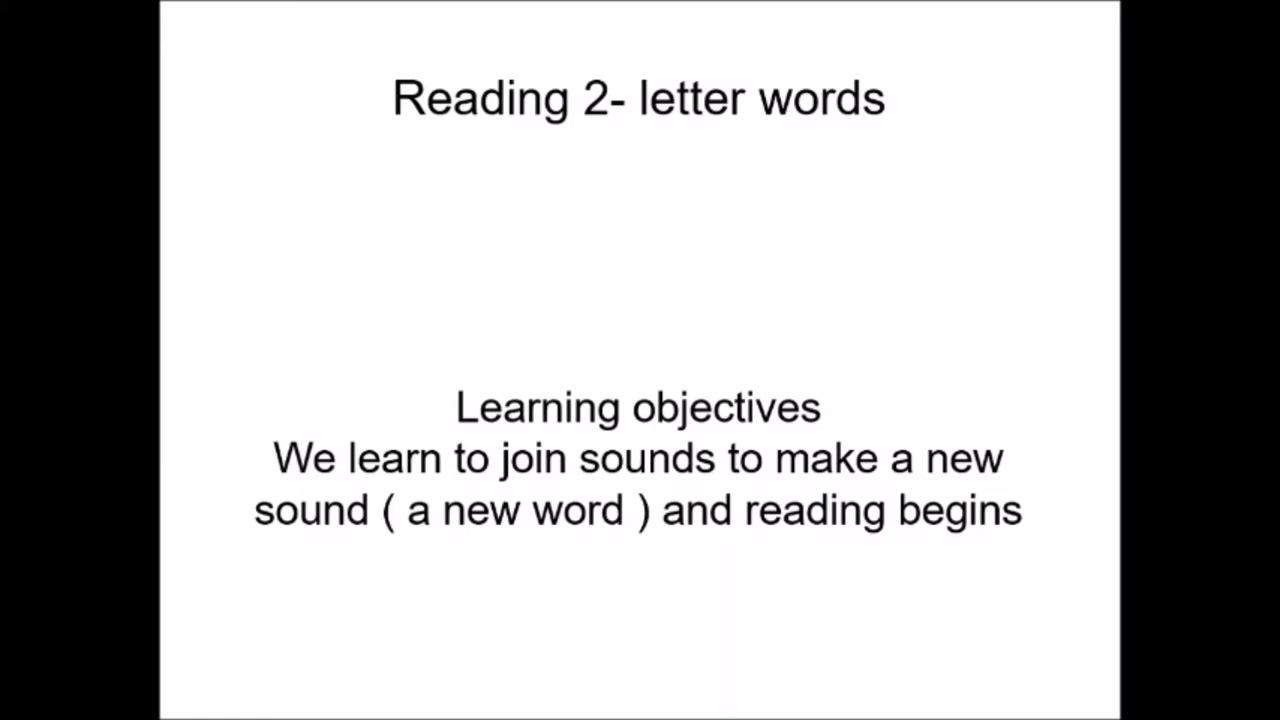 Reading 2- letter words
Learning objectives
We learn to join sounds to make a new
sound ( a new word ) and reading begins